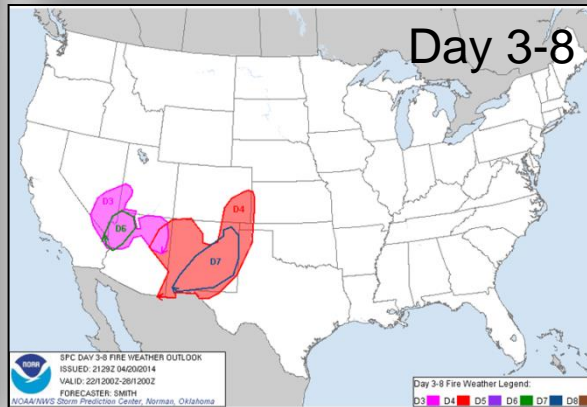 Day 3-8
D3
D4
D6
D7
NOAA
SPC DAY 3-8 FIRE WEATHER OUTLOOK
ISSUED: 2129Z 04/20/2014
VALID: 22/1200Z-28/1200Z
FORECASTER: SMITH
NOAA/NWS Storm Prediction Center, Norman, Oklahoma
Day 3-8 Fire Weather Legend:
D3 D4 D5 D6 D7 D8